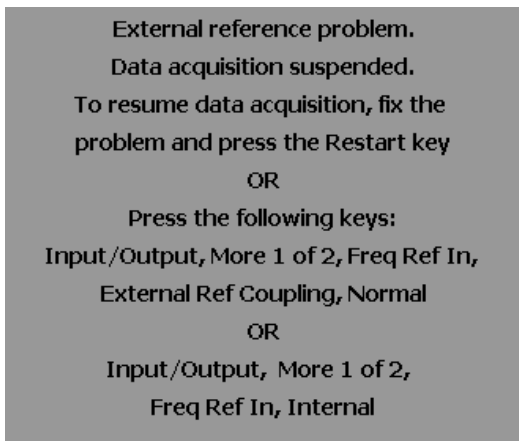 External reference problem.
Data acquisition suspended.
To resume data acquisition, fix the
problem and press the Restart key
OR
Press the following keys:
Input/Output, More 1 of 2, Freq Ref In,
External Ref Coupling, Normal
OR
Input/Output, More 1 of 2,
Freq Ref In, Internal